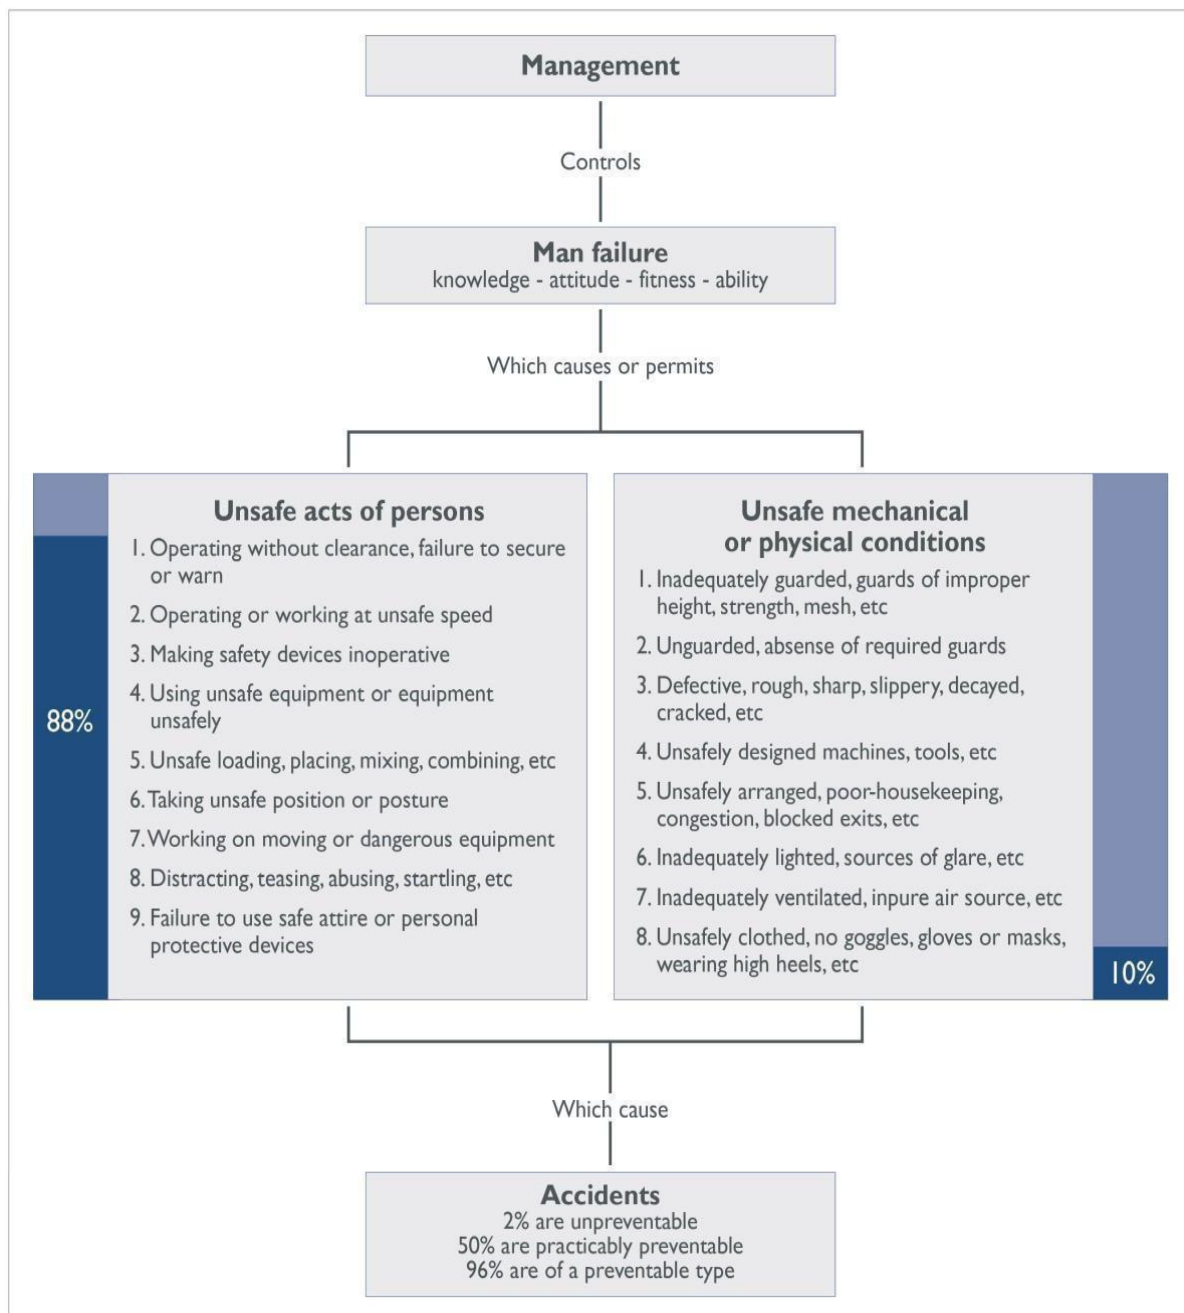 Management
Controls
Man failure
knowledge - attitude - fitness - ability
Which causes or permits
88%
Unsafe acts of persons
1. Operating without clearance, failure to secure
or warn
2. Operating or working at unsafe speed
3. Making safety devices inoperative
4. Using unsafe equipment or equipment
unsafely
5. Unsafe loading, placing, mixing, combining, etc
6. Taking unsafe position or posture
7. Working on moving or dangerous equipment
8. Distracting, teasing, abusing, startling, etc
9. Failure to use safe attire or personal
protective devices
Unsafe mechanical
or physical conditions
1. Inadequately guarded, guards of improper
height, strength, mesh, etc
2. Unguarded, absense of required guards
3. Defective, rough, sharp, slippery, decayed,
cracked, etc
4. Unsafely designed machines, tools, etc
5. Unsafely arranged, poor-housekeeping,
congestion, blocked exits, etc
6. Inadequately lighted, sources of glare, etc
7. Inadequately ventilated, inpure air source, etc
8. Unsafely clothed, no goggles, gloves or masks,
wearing high heels, etc
10%
Which cause
Accidents
2% are unpreventable
50% are practicably preventable
96% are of a preventable type